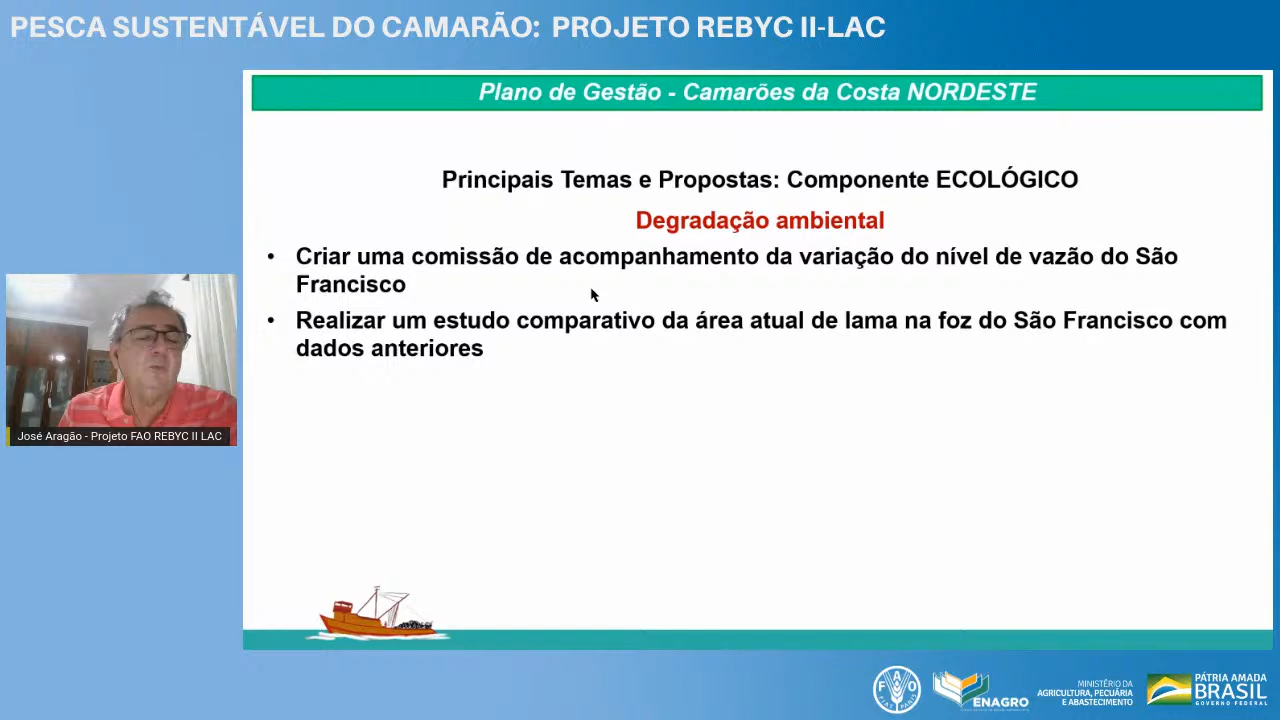 PESCA SUSTENTÁVEL DO CAMARÃO: PROJETO REBYC II-LAC
Plano de Gestão - Camarões da Costa NORDESTE
Principais Temas e Propostas: Componente ECOLÓGICO
Degradação ambiental
• Criar uma comissão de acompanhamento da variação do nível de vazão do São
Francisco
• Realizar um estudo comparativo da área atual de lama na foz do São Francisco com
dados anteriores
José Aragão - Projeto FAO REBYC II LAC
FAO
FIAT PANIS
ENAGRO
MINISTÉRIO DA
AGRICULTURA, PECUÁRIA
E ABASTECIMENTO
PÁTRIA AMADA
BRASIL
GOVERNO FEDERAL